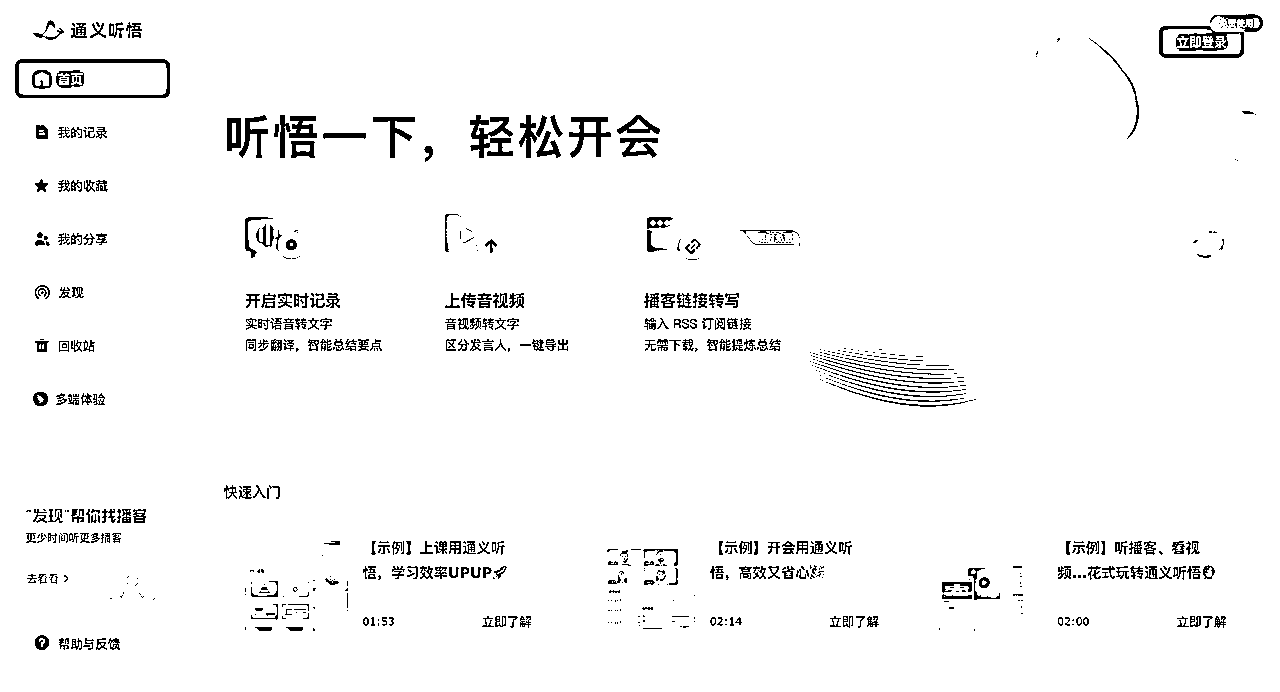 通义听悟
立即登录
首页
我的记录
我的收藏
我的分享
发现
回收站
多端体验
听悟一下，轻松开会
开启实时记录
实时语音转文字
同步翻译，智能总结要点
上传音视频
音视频转文字
区分发言人，一键导出
播客链接转写
输入 RSS 订阅链接
无需下载，智能提炼总结
快速入门
“发现”帮你找播客
更少时间听更多播客
去看看 >
帮助与反馈
【示例】上课用通义听
悟，学习效率UPUP🚀
01:53 立即了解
【示例】开会用通义听
悟，高效又省心
02:14 立即了解
【示例】听播客、看视
频...花式玩转通义听悟
02:00 立即了解